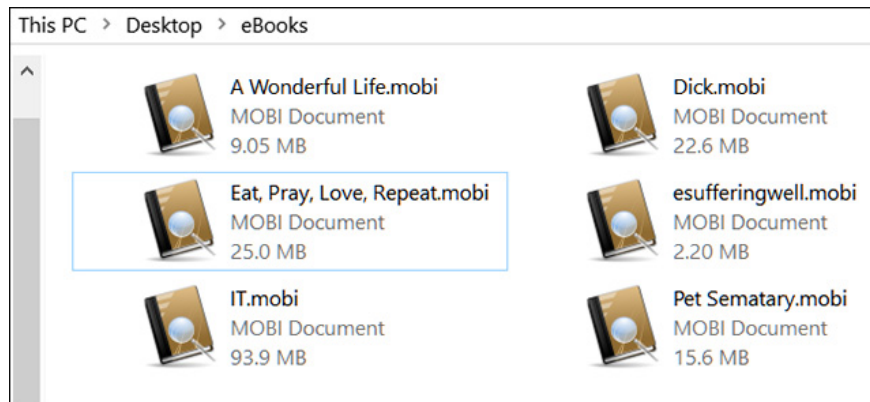 This PC > Desktop > eBooks
A Wonderful Life.mobi
MOBI Document
9.05 MB
Dick.mobi
MOBI Document
22.6 MB
Eat, Pray, Love, Repeat.mobi
MOBI Document
25.0 MB
esufferingwell.mobi
MOBI Document
2.20 MB
IT.mobi
MOBI Document
93.9 MB
Pet Sematary.mobi
MOBI Document
15.6 MB